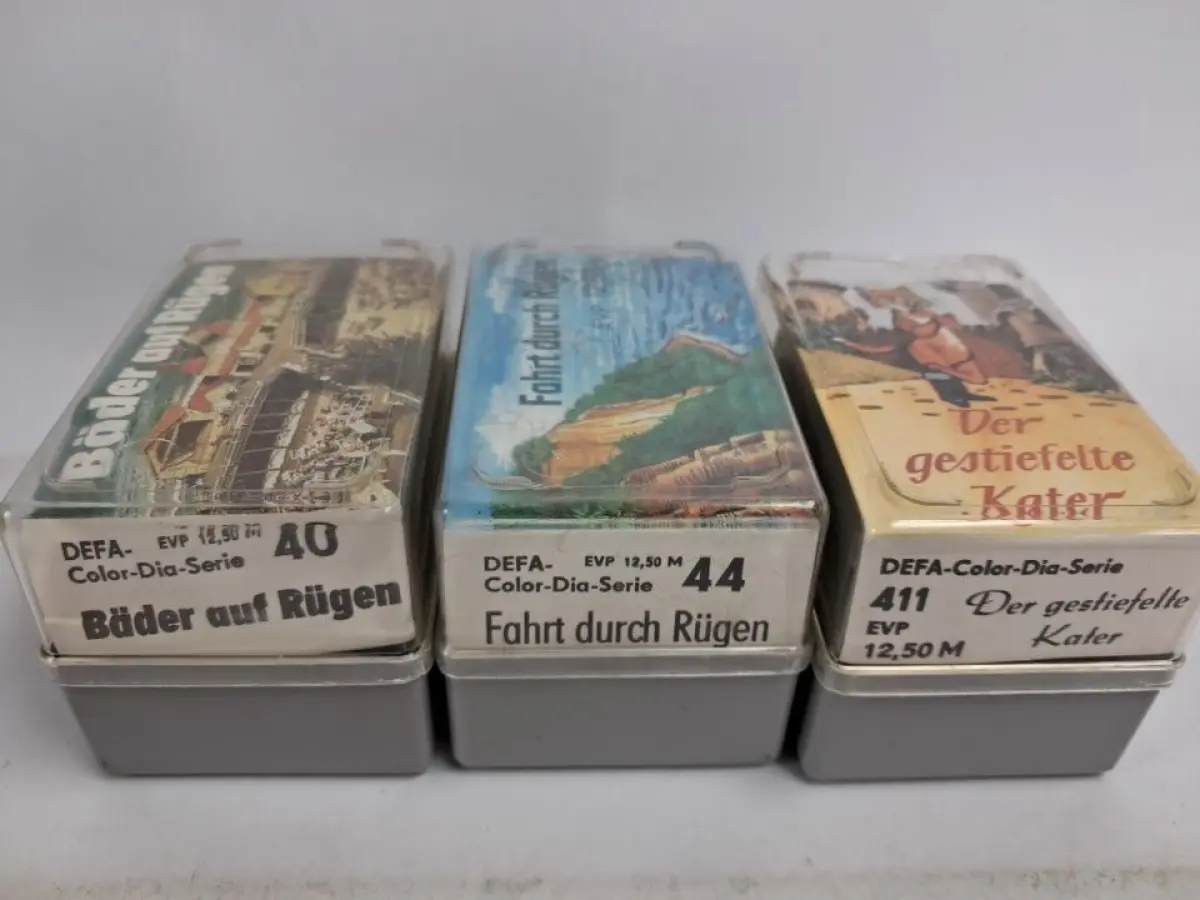 Bäder auf Rügen
DEFA- EVP 12,50 M 40
Color-Dia-Serie
Bäder auf Rügen
Fahrt durch Rügen
DEFA- EVP 12,50 M 44
Color-Dia-Serie
Fahrt durch Rügen
Der
gestiefelte
Kater
DEFA-Color-Dia-Serie
411 Der gestiefelte
EVP Kater
12,50 M